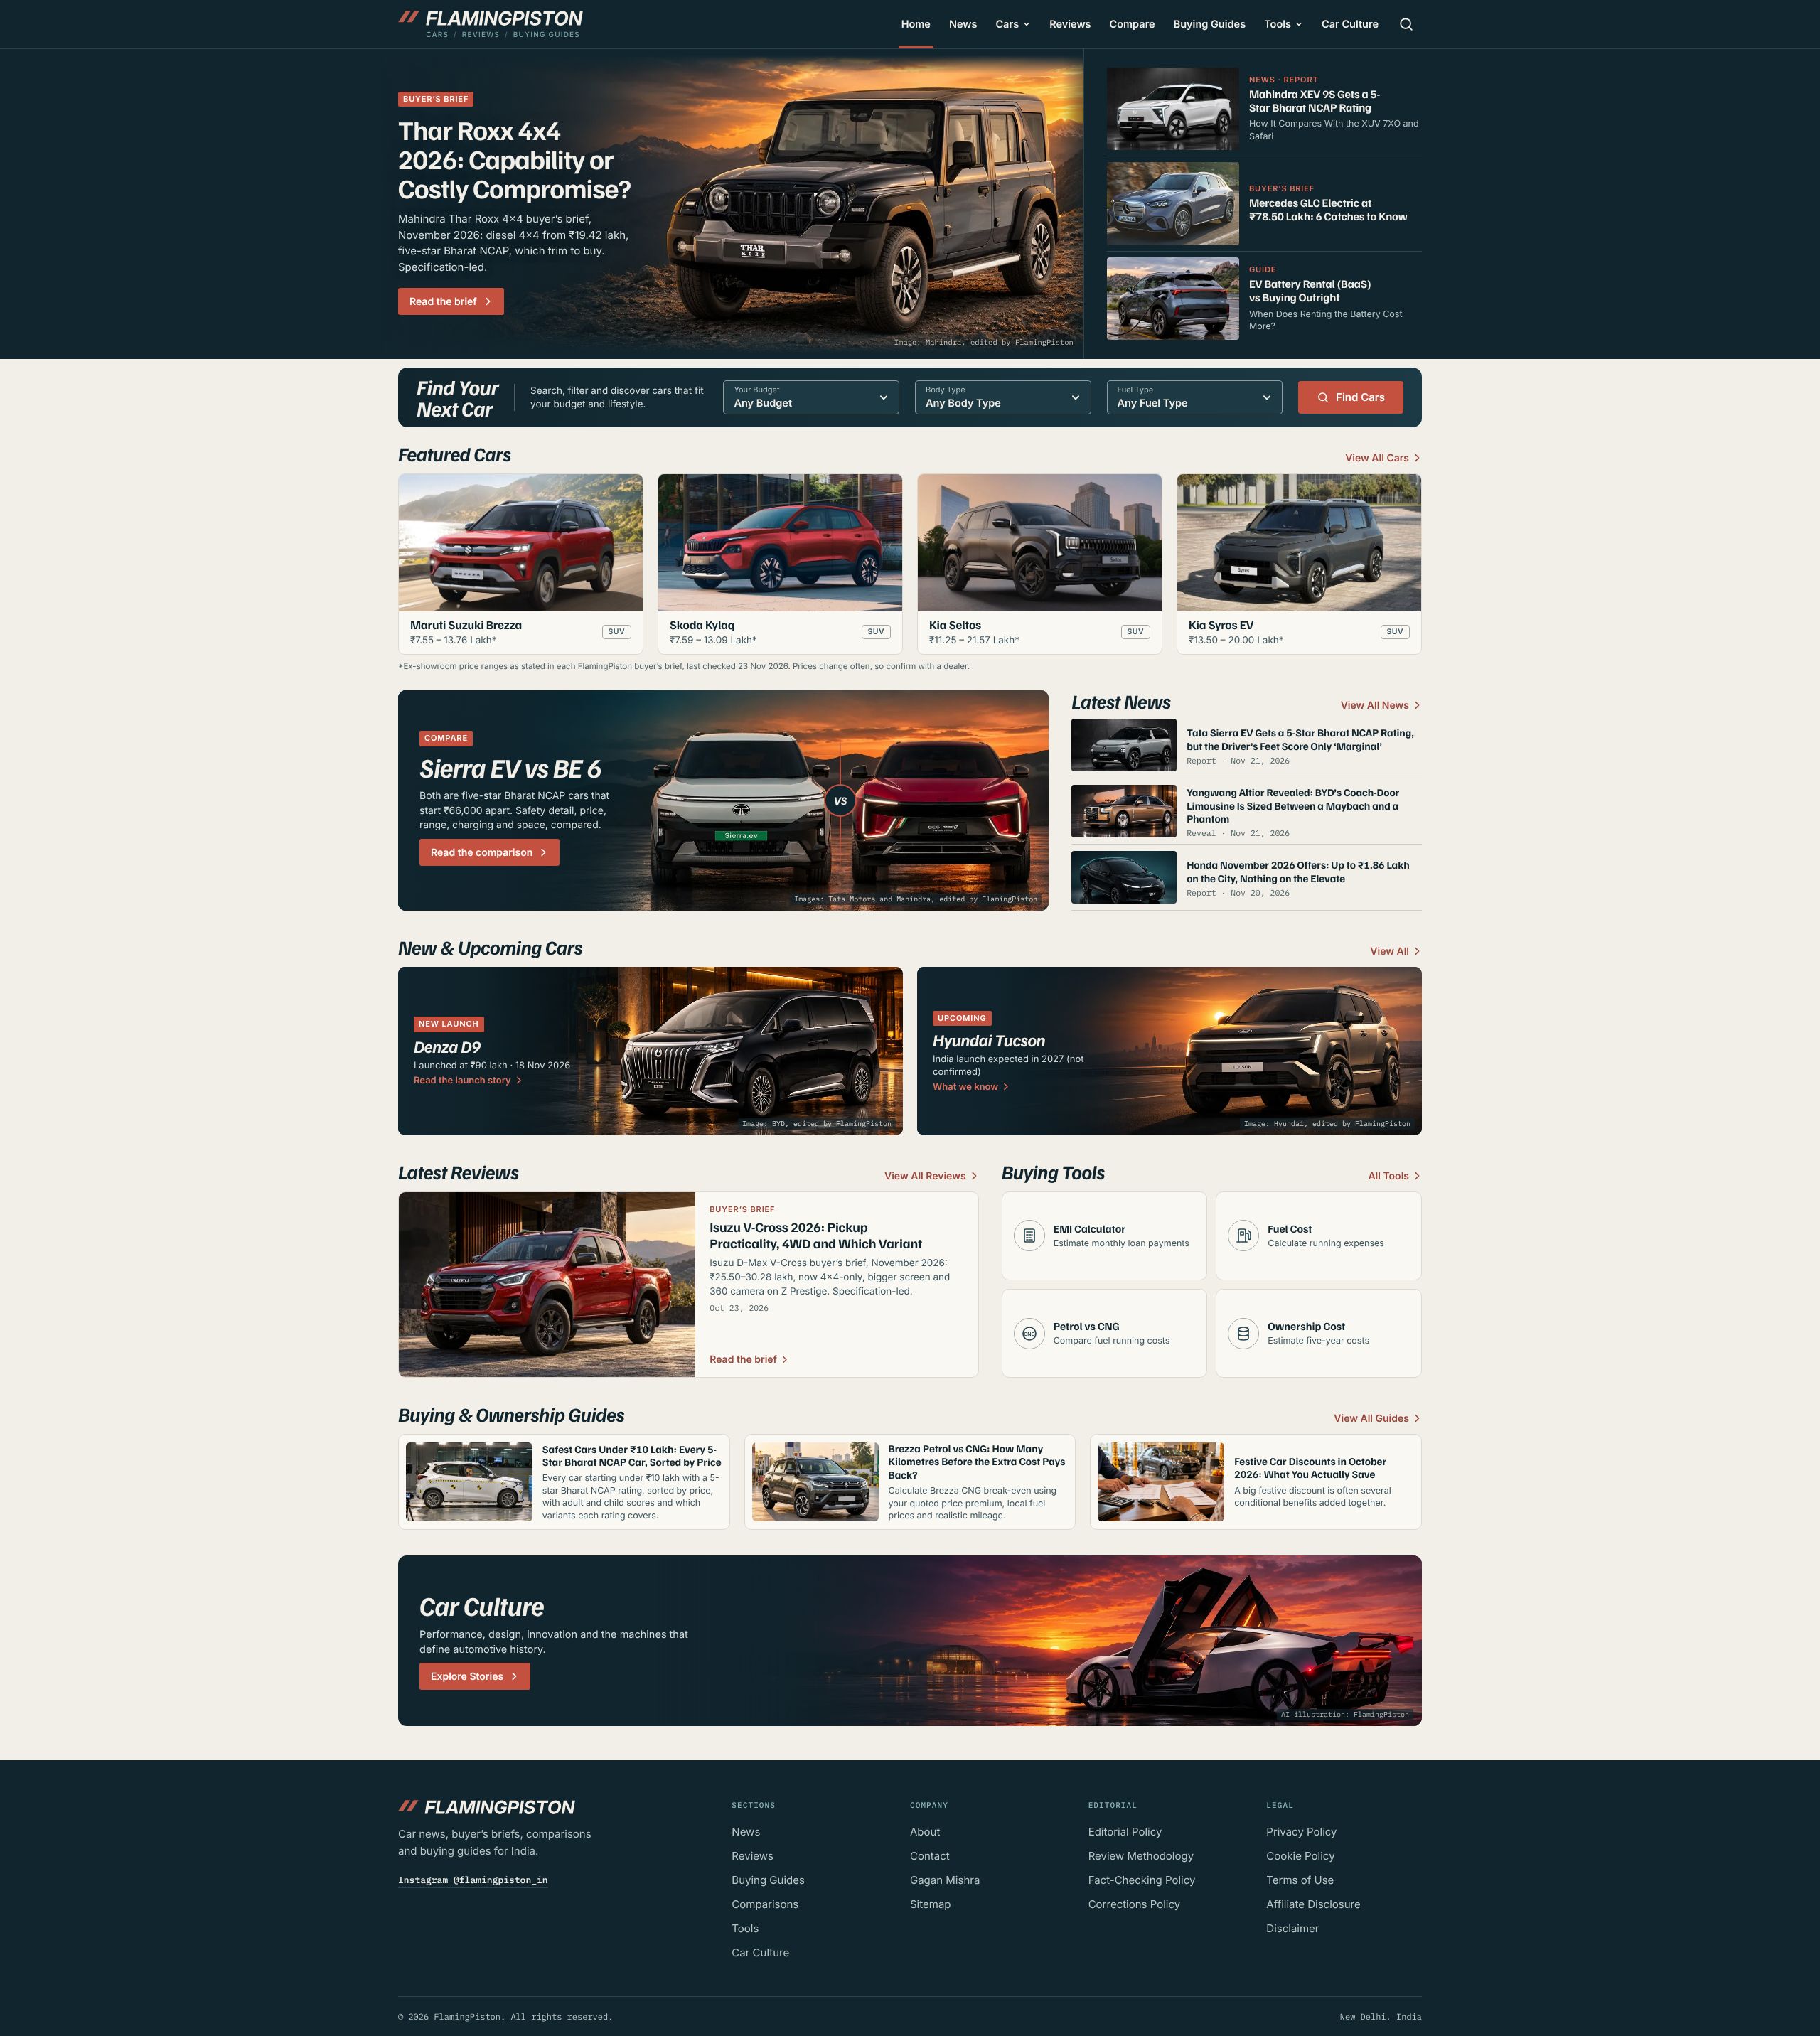 FLAMINGPISTON
CARS / REVIEWS / BUYING GUIDES
Home
News
Cars
Reviews
Compare
Buying Guides
Tools
Car Culture
BUYER'S BRIEF
Thar Roxx 4x4
2026: Capability or
Costly Compromise?
Mahindra Thar Roxx 4×4 buyer's brief,
November 2026: diesel 4×4 from ₹19.42 lakh,
five-star Bharat NCAP, which trim to buy.
Specification-led.
Read the brief
THAR
ROXX
Image: Mahindra, edited by FlamingPiston
NEWS · REPORT
Mahindra XEV 9S Gets a 5-
Star Bharat NCAP Rating
How It Compares With the XUV 7XO and
Safari
BUYER'S BRIEF
Mercedes GLC Electric at
₹78.50 Lakh: 6 Catches to Know
GUIDE
EV Battery Rental (BaaS)
vs Buying Outright
When Does Renting the Battery Cost
More?
Find Your
Next Car
Search, filter and discover cars that fit
your budget and lifestyle.
Your Budget
Any Budget
Body Type
Any Body Type
Fuel Type
Any Fuel Type
Find Cars
Featured Cars
View All Cars
Maruti Suzuki Brezza
₹7.55 – 13.76 Lakh*
SUV
Skoda Kylaq
₹7.59 – 13.09 Lakh*
SUV
Seltos
Kia Seltos
₹11.25 – 21.57 Lakh*
SUV
Syros
Kia Syros EV
₹13.50 – 20.00 Lakh*
SUV
*Ex-showroom price ranges as stated in each FlamingPiston buyer's brief, last checked 23 Nov 2026. Prices change often, so confirm with a dealer.
COMPARE
Sierra EV vs BE 6
Both are five-star Bharat NCAP cars that
start ₹66,000 apart. Safety detail, price,
range, charging and space, compared.
Read the comparison
Sierra.ev
VS
Images: Tata Motors and Mahindra, edited by FlamingPiston
Latest News
View All News
Tata Sierra EV Gets a 5-Star Bharat NCAP Rating,
but the Driver's Feet Score Only 'Marginal'
Report · Nov 21, 2026
Yangwang Altior Revealed: BYD's Coach-Door
Limousine Is Sized Between a Maybach and a
Phantom
Reveal · Nov 21, 2026
Honda November 2026 Offers: Up to ₹1.86 Lakh
on the City, Nothing on the Elevate
Report · Nov 20, 2026
New & Upcoming Cars
View All
NEW LAUNCH
Denza D9
Launched at ₹90 lakh · 18 Nov 2026
Read the launch story
Image: BYD, edited by FlamingPiston
UPCOMING
Hyundai Tucson
India launch expected in 2027 (not
confirmed)
What we know
TUCSON
Image: Hyundai, edited by FlamingPiston
Latest Reviews
View All Reviews
ISUZU
BUYER'S BRIEF
Isuzu V-Cross 2026: Pickup
Practicality, 4WD and Which Variant
Isuzu D-Max V-Cross buyer's brief, November 2026:
₹25.50–30.28 lakh, now 4×4-only, bigger screen and
360 camera on Z Prestige. Specification-led.
Oct 23, 2026
Read the brief
Buying Tools
All Tools
EMI Calculator
Estimate monthly loan payments
Fuel Cost
Calculate running expenses
CNG
Petrol vs CNG
Compare fuel running costs
Ownership Cost
Estimate five-year costs
Buying & Ownership Guides
View All Guides
Safest Cars Under ₹10 Lakh: Every 5-
Star Bharat NCAP Car, Sorted by Price
Every car starting under ₹10 lakh with a 5-
star Bharat NCAP rating, sorted by price,
with adult and child scores and which
variants each rating covers.
Brezza Petrol vs CNG: How Many
Kilometres Before the Extra Cost Pays
Back?
Calculate Brezza CNG break-even using
your quoted price premium, local fuel
prices and realistic mileage.
Festive Car Discounts in October
2026: What You Actually Save
A big festive discount is often several
conditional benefits added together.
Car Culture
Performance, design, innovation and the machines that
define automotive history.
Explore Stories
AI illustration: FlamingPiston
FLAMINGPISTON
Car news, buyer's briefs, comparisons
and buying guides for India.
Instagram @flamingpiston_in
SECTIONS
News
Reviews
Buying Guides
Comparisons
Tools
Car Culture
COMPANY
About
Contact
Gagan Mishra
Sitemap
EDITORIAL
Editorial Policy
Review Methodology
Fact-Checking Policy
Corrections Policy
LEGAL
Privacy Policy
Cookie Policy
Terms of Use
Affiliate Disclosure
Disclaimer
© 2026 FlamingPiston. All rights reserved.
New Delhi, India